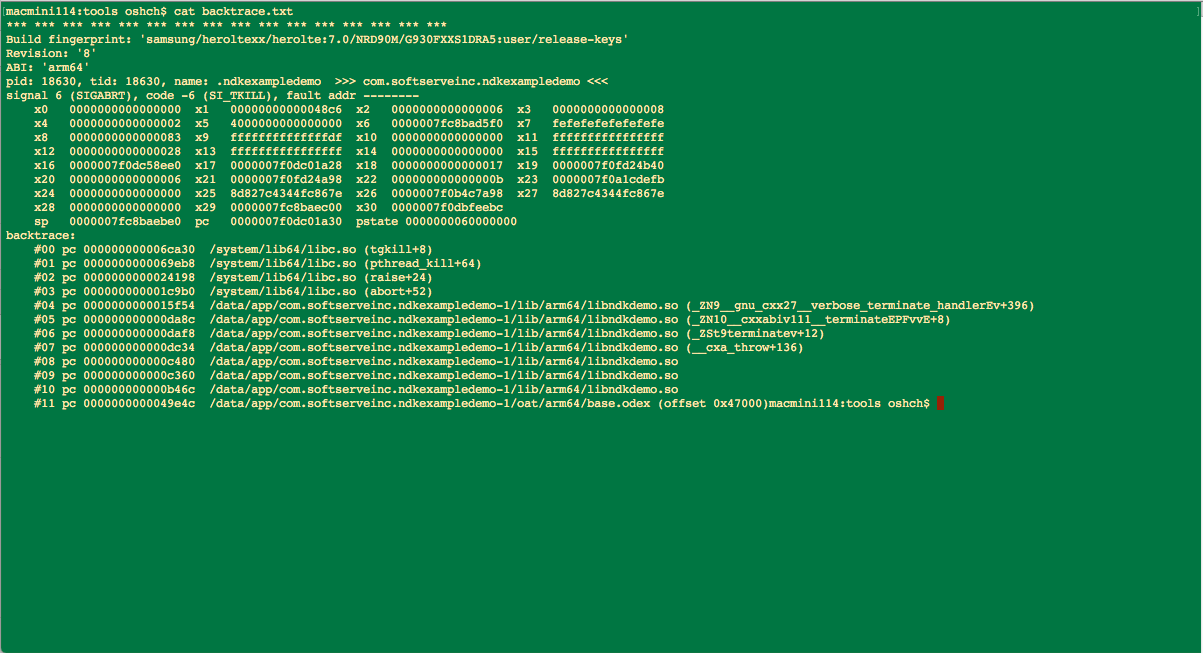 macmini114:tools oshch$ cat backtrace.txt
*** *** *** *** *** *** *** *** *** *** *** *** *** *** *** ***
Build fingerprint: 'samsung/heroltexx/herolte:7.0/NRD90M/G930FXXS1DRA5:user/release-keys'
Revision: '8'
ABI: 'arm64'
pid: 18630, tid: 18630, name: .ndkexampledemo  >>> com.softserveinc.ndkexampledemo <<<
signal 6 (SIGABRT), code -6 (SI_TKILL), fault addr --------
    x0   0000000000000000  x1   00000000000048c6  x2   0000000000000006  x3   0000000000000008
    x4   0000000000000002  x5   4000000000000000  x6   0000007fc8bad5f0  x7   fefefefefefefefe
    x8   0000000000000083  x9   ffffffffffffffdf  x10  0000000000000000  x11  ffffffffffffffff
    x12  0000000000000028  x13  ffffffffffffffff  x14  0000000000000000  x15  ffffffffffffffff
    x16  0000007f0dc58ee0  x17  0000007f0dc01a28  x18  0000000000000017  x19  0000007f0fd24b40
    x20  0000000000000006  x21  0000007f0fd24a98  x22  000000000000000b  x23  0000007f0a1cdefb
    x24  0000000000000000  x25  8d827c4344fc867e  x26  0000007f0b4c7a98  x27  8d827c4344fc867e
    x28  0000000000000000  x29  0000007fc8baec00  x30  0000007f0dbfeebc
    sp   0000007fc8baebe0  pc   0000007f0dc01a30  pstate 0000000060000000
backtrace:
    #00 pc 000000000006ca30  /system/lib64/libc.so (tgkill+8)
    #01 pc 0000000000069eb8  /system/lib64/libc.so (pthread_kill+64)
    #02 pc 0000000000024198  /system/lib64/libc.so (raise+24)
    #03 pc 000000000001c9b0  /system/lib64/libc.so (abort+52)
    #04 pc 0000000000015f54  /data/app/com.softserveinc.ndkexampledemo-1/lib/arm64/libndkdemo.so (_ZN9__gnu_cxx27__verbose_terminate_handlerEv+396)
    #05 pc 000000000000da8c  /data/app/com.softserveinc.ndkexampledemo-1/lib/arm64/libndkdemo.so (_ZN10__cxxabiv111__terminateEPFvvE+8)
    #06 pc 000000000000daf8  /data/app/com.softserveinc.ndkexampledemo-1/lib/arm64/libndkdemo.so (_ZSt9terminatev+12)
    #07 pc 000000000000dc34  /data/app/com.softserveinc.ndkexampledemo-1/lib/arm64/libndkdemo.so (__cxa_throw+136)
    #08 pc 000000000000c480  /data/app/com.softserveinc.ndkexampledemo-1/lib/arm64/libndkdemo.so
    #09 pc 000000000000c360  /data/app/com.softserveinc.ndkexampledemo-1/lib/arm64/libndkdemo.so
    #10 pc 000000000000b46c  /data/app/com.softserveinc.ndkexampledemo-1/lib/arm64/libndkdemo.so
    #11 pc 0000000000049e4c  /data/app/com.softserveinc.ndkexampledemo-1/oat/arm64/base.odex (offset 0x47000)macmini114:tools oshch$